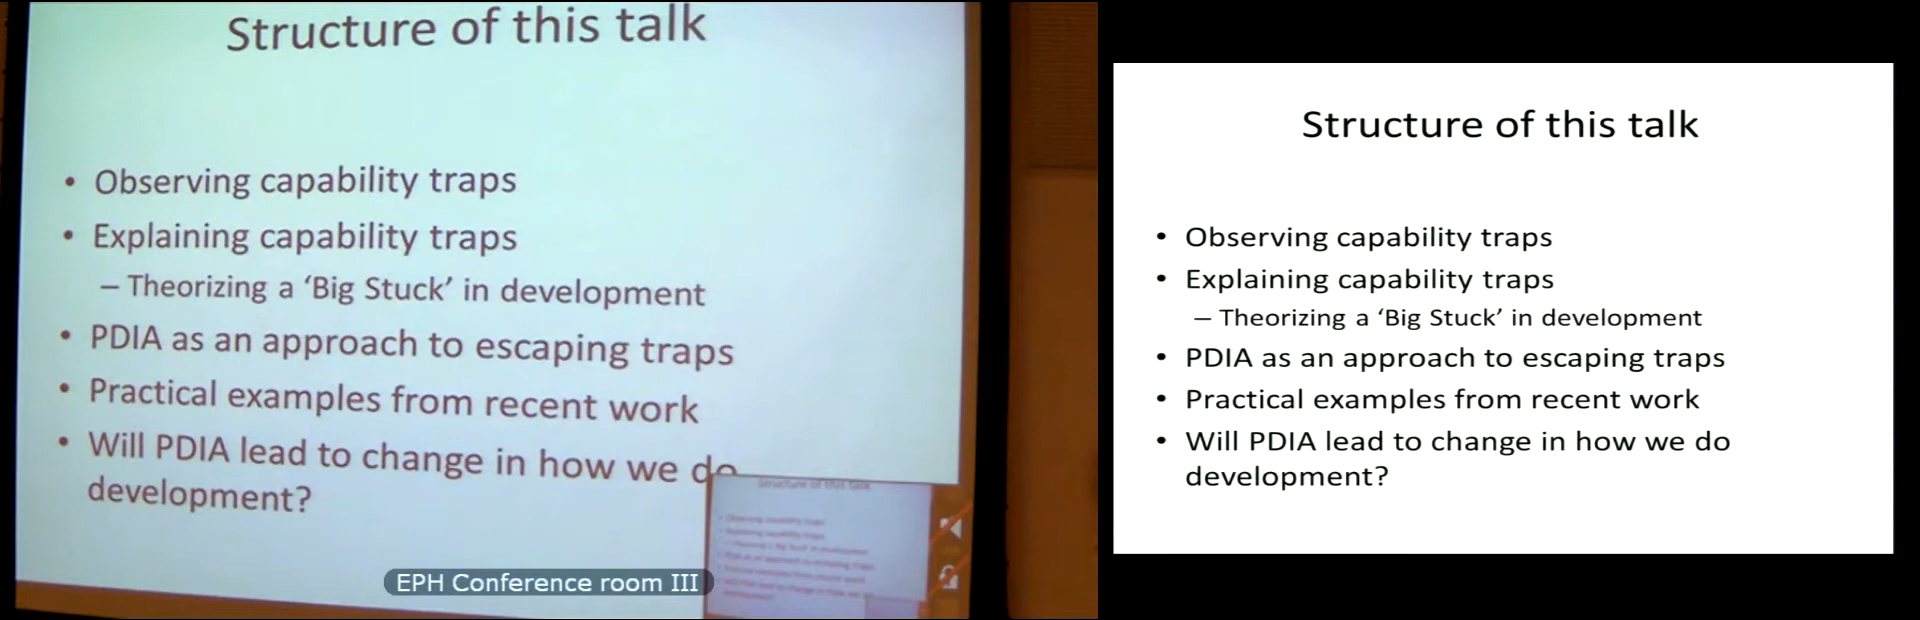 Structure of this talk
• Observing capability traps
• Explaining capability traps
– Theorizing a ‘Big Stuck’ in development
• PDIA as an approach to escaping traps
• Practical examples from recent work
• Will PDIA lead to change in how we do
development?
Structure of this talk
EPH Conference room III
Structure of this talk
• Observing capability traps
• Explaining capability traps
– Theorizing a ‘Big Stuck’ in development
• PDIA as an approach to escaping traps
• Practical examples from recent work
• Will PDIA lead to change in how we do
development?